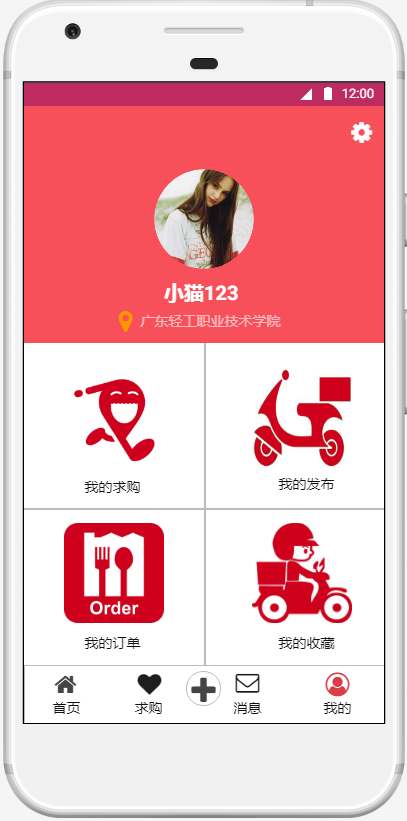 12:00
小猫123
广东轻工职业技术学院
我的求购
我的发布
Order
我的订单
我的收藏
首页
求购
消息
我的